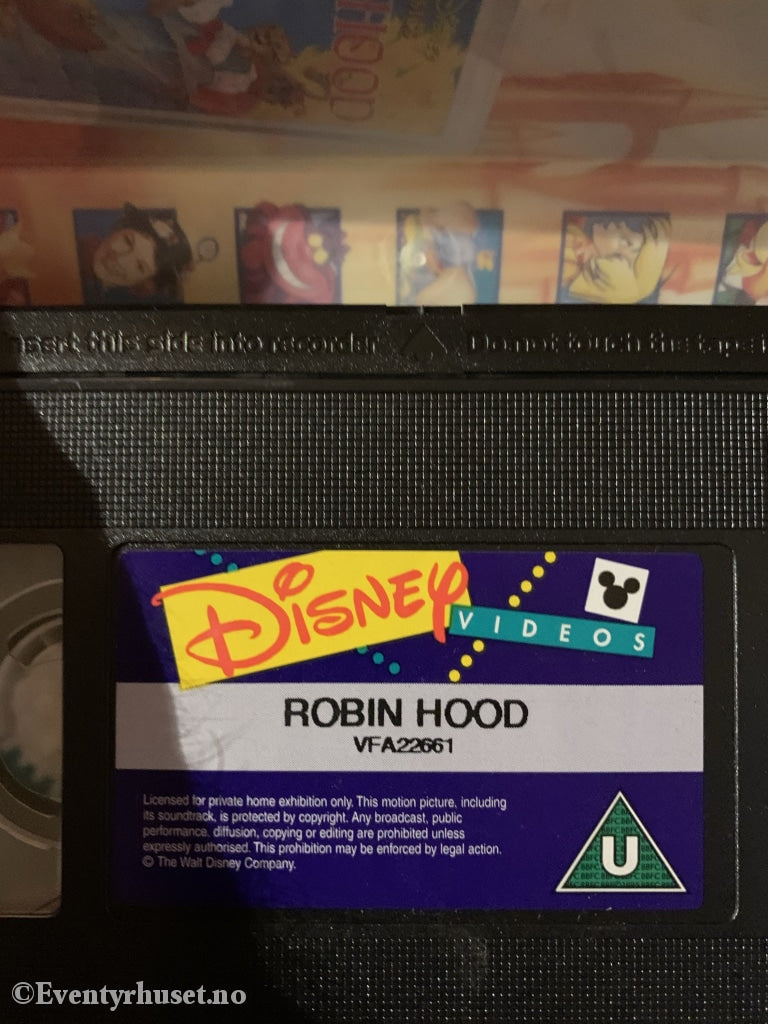 HOOD
Insert this side into recorder
Do not touch the tape
DISNEY
VIDEOS
ROBIN HOOD
VFA22661
Licensed for private home exhibition only. This motion picture, including
its soundtrack, is protected by copyright. Any broadcast, public
performance, diffusion, copying or editing are prohibited unless
expressly authorised. This prohibition may be enforced by legal action.
© The Walt Disney Company.
U
©Eventyrhuset.no